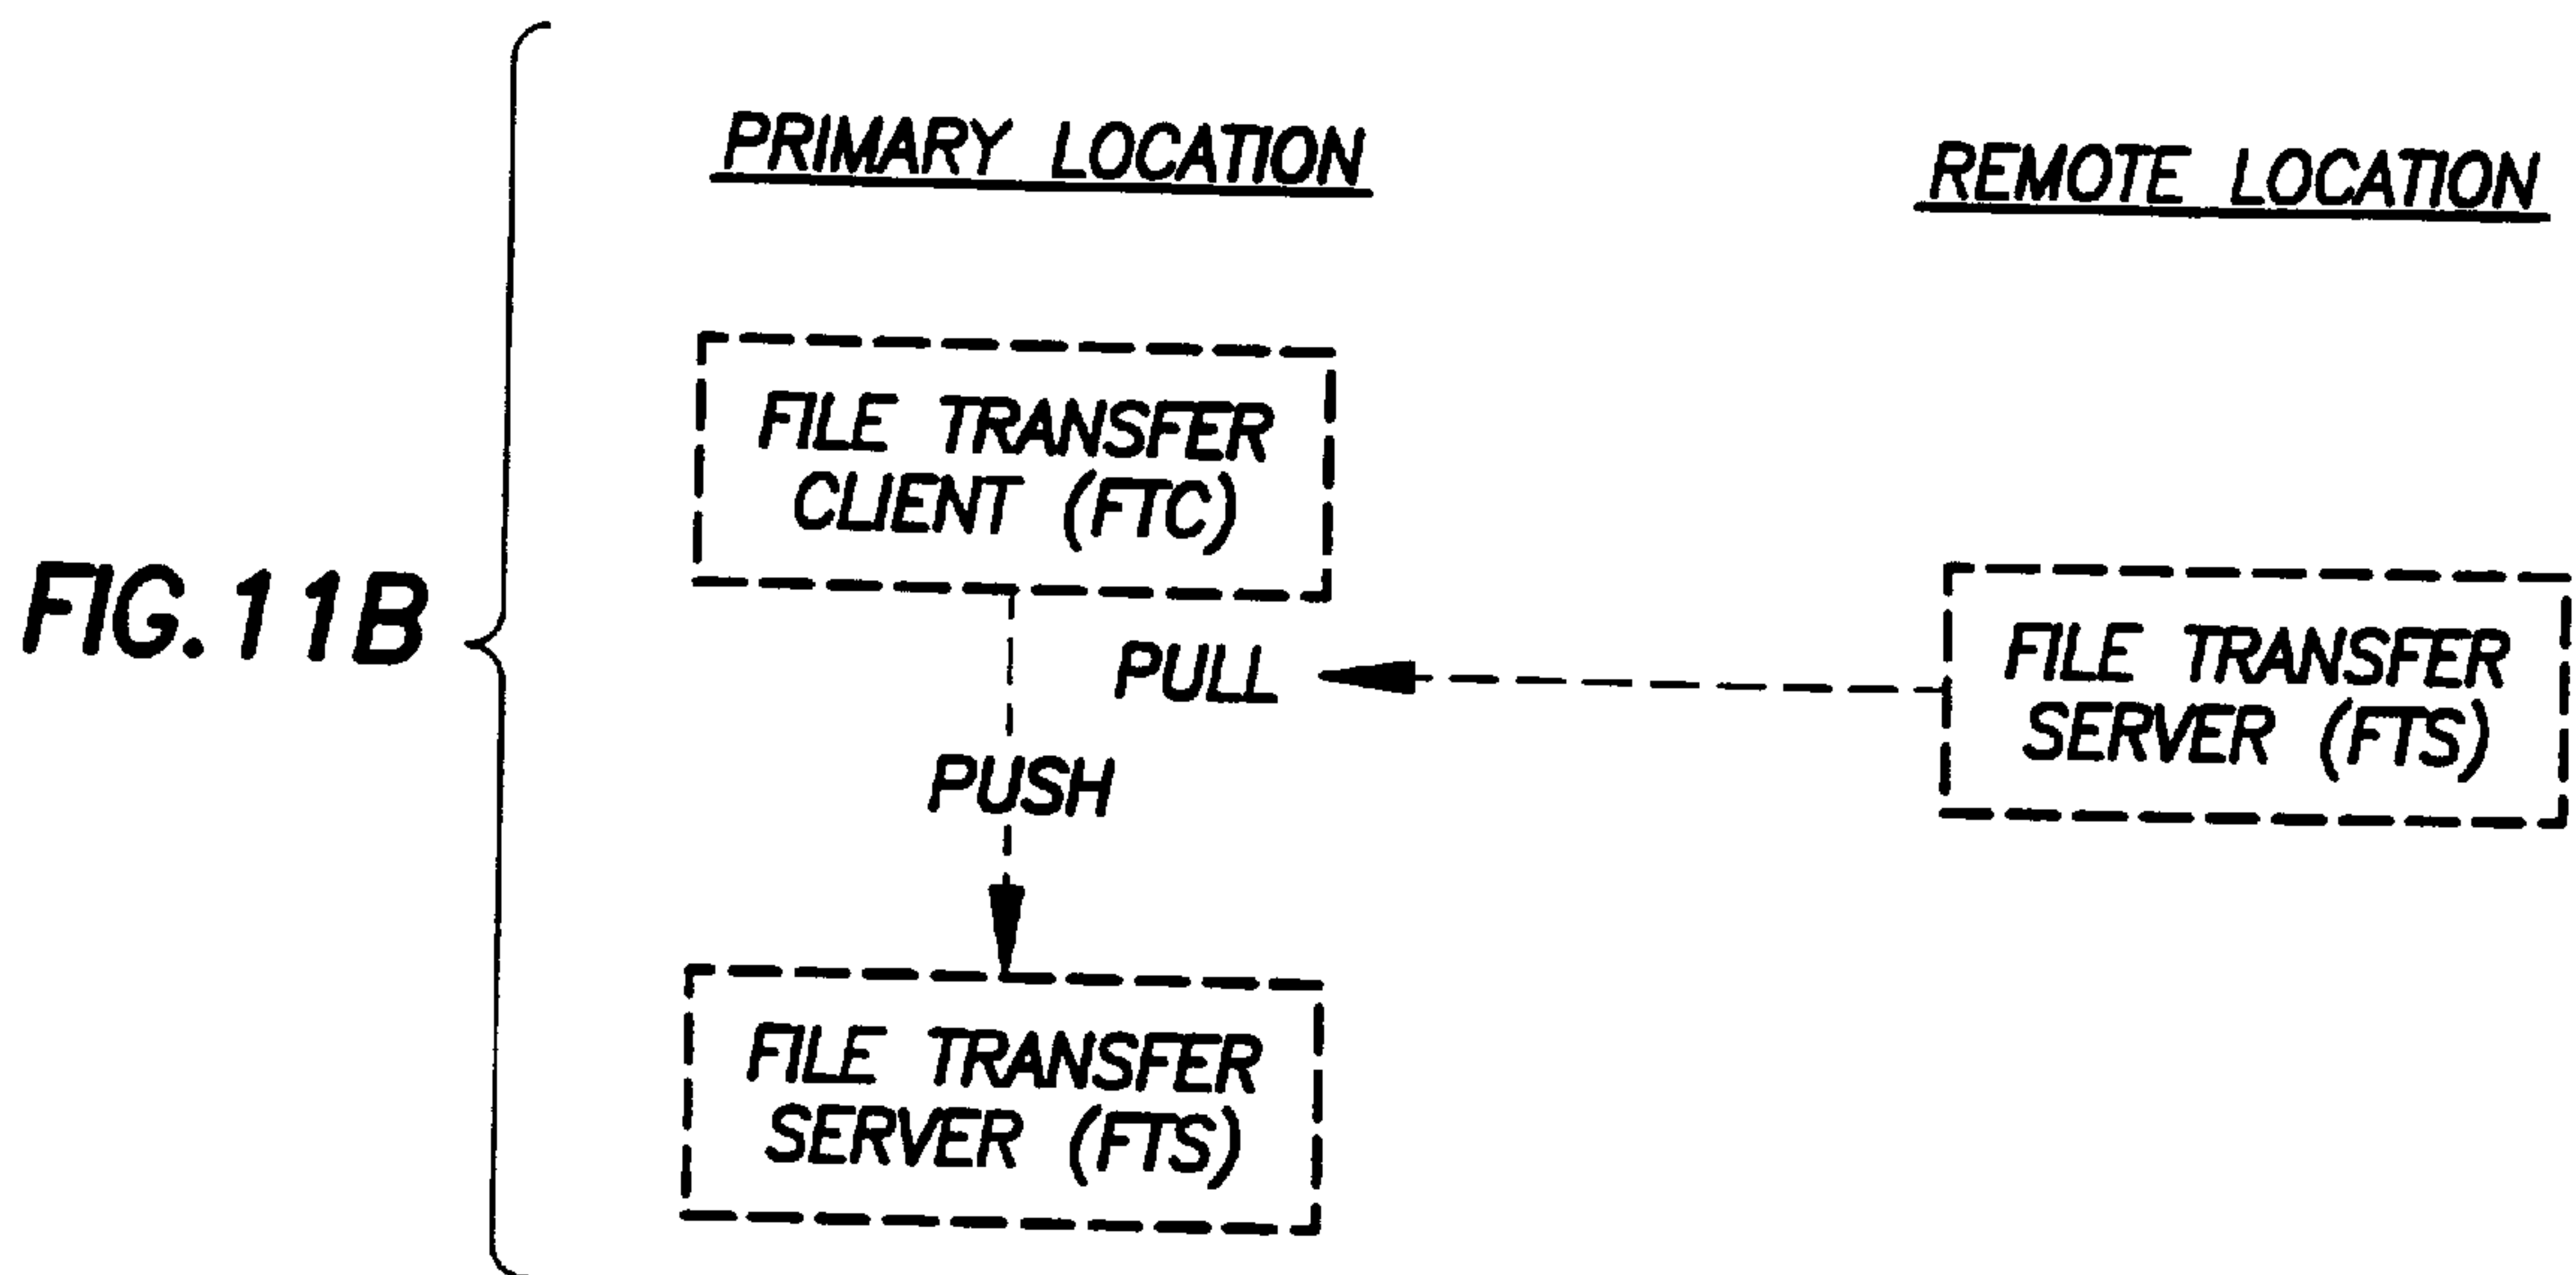 PRIMARY LOCATION
REMOTE LOCATION
FILE TRANSFER
CLIENT (FTC)
FIG. 11B
PULL
FILE TRANSFER
SERVER (FTS)
PUSH
FILE TRANSFER
SERVER (FTS)